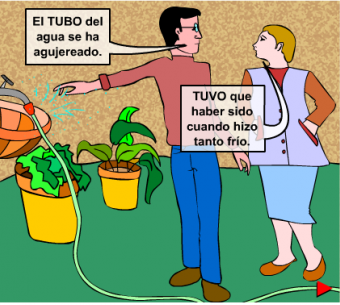 El TUBO del
agua se ha
agujereado.
TUVO que
haber sido
cuando hizo
tanto frío.